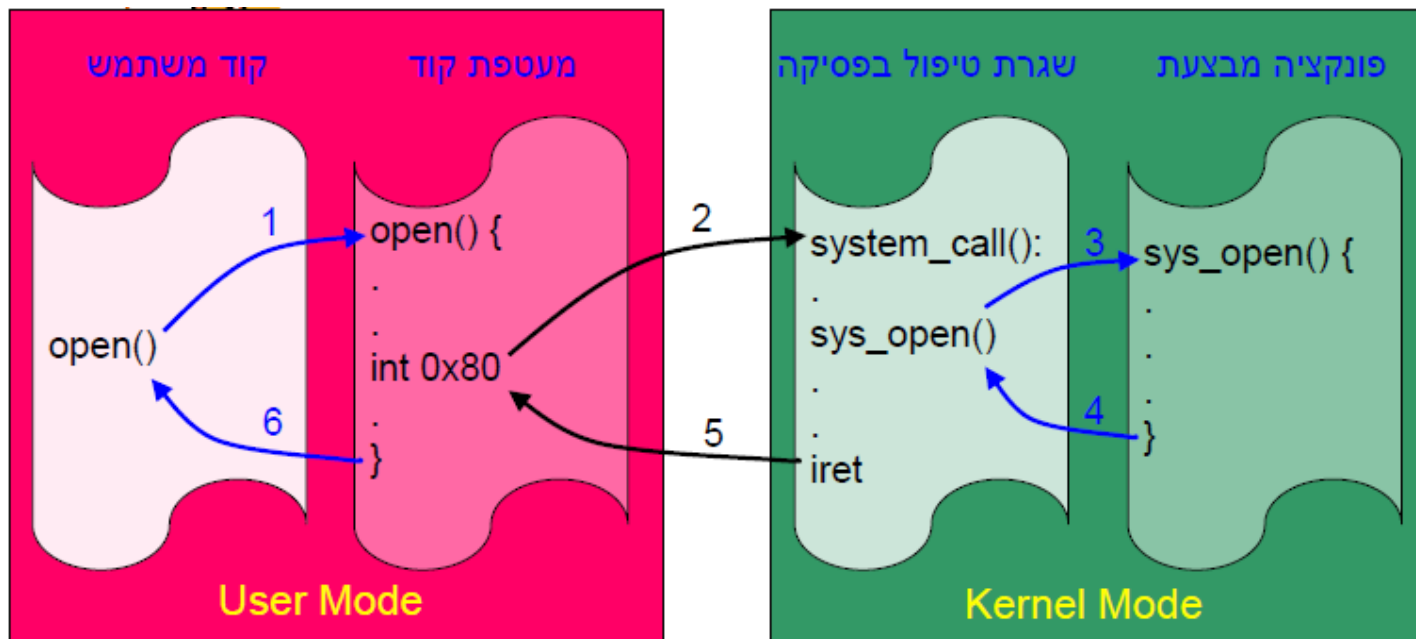 קוד משתמש
מעטפת קוד
שגרת טיפול בפסיקה
פונקציה מבצעת
open()
1
6
open() {
.
.
int 0x80
.
}
2
5
system_call():
.
sys_open()
.
.
iret
3
4
sys_open() {
.
.
.
}
User Mode
Kernel Mode